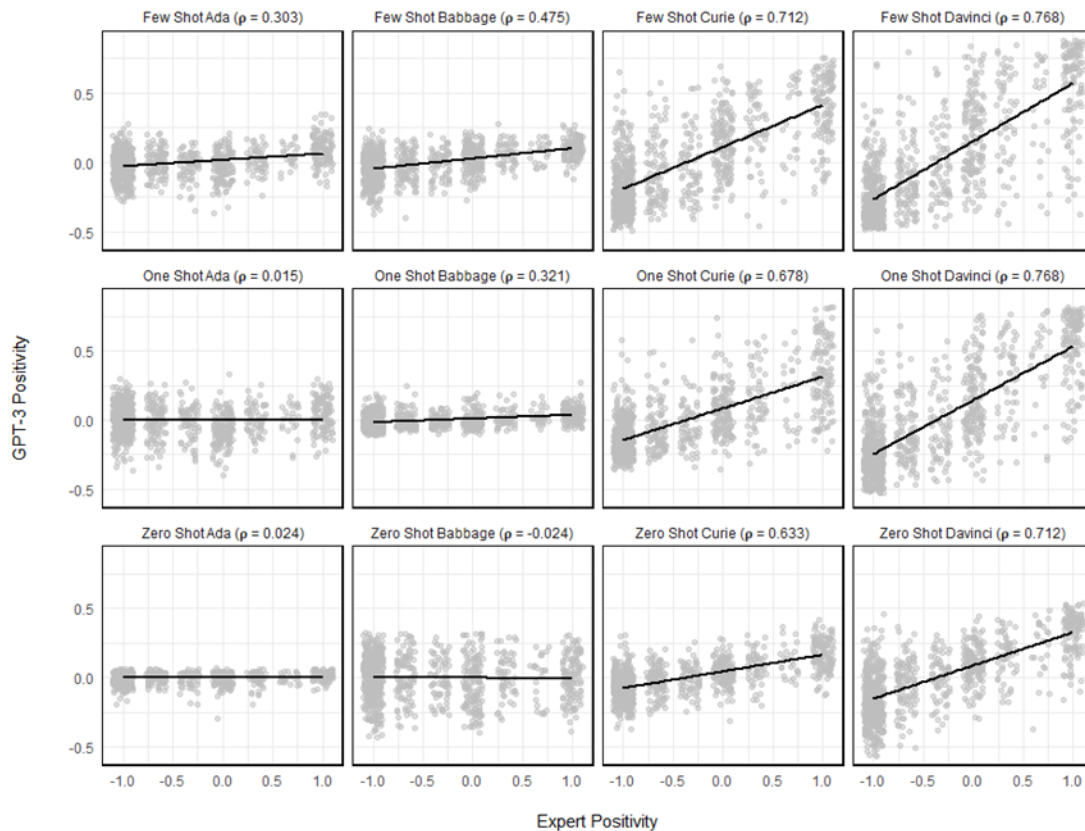 Few Shot Ada (ρ = 0.303) Few Shot Babbage (ρ = 0.475) Few Shot Curie (ρ = 0.712) Few Shot Davinci (ρ = 0.768)
0.5
0.0
-0.5
One Shot Ada (ρ = 0.015) One Shot Babbage (ρ = 0.321) One Shot Curie (ρ = 0.678) One Shot Davinci (ρ = 0.768)
0.5
0.0
-0.5
GPT-3 Positivity
Zero Shot Ada (ρ = 0.024) Zero Shot Babbage (ρ = -0.024) Zero Shot Curie (ρ = 0.633) Zero Shot Davinci (ρ = 0.712)
0.5
0.0
-0.5
-1.0 -0.5 0.0 0.5 1.0 -1.0 -0.5 0.0 0.5 1.0 -1.0 -0.5 0.0 0.5 1.0 -1.0 -0.5 0.0 0.5 1.0
Expert Positivity